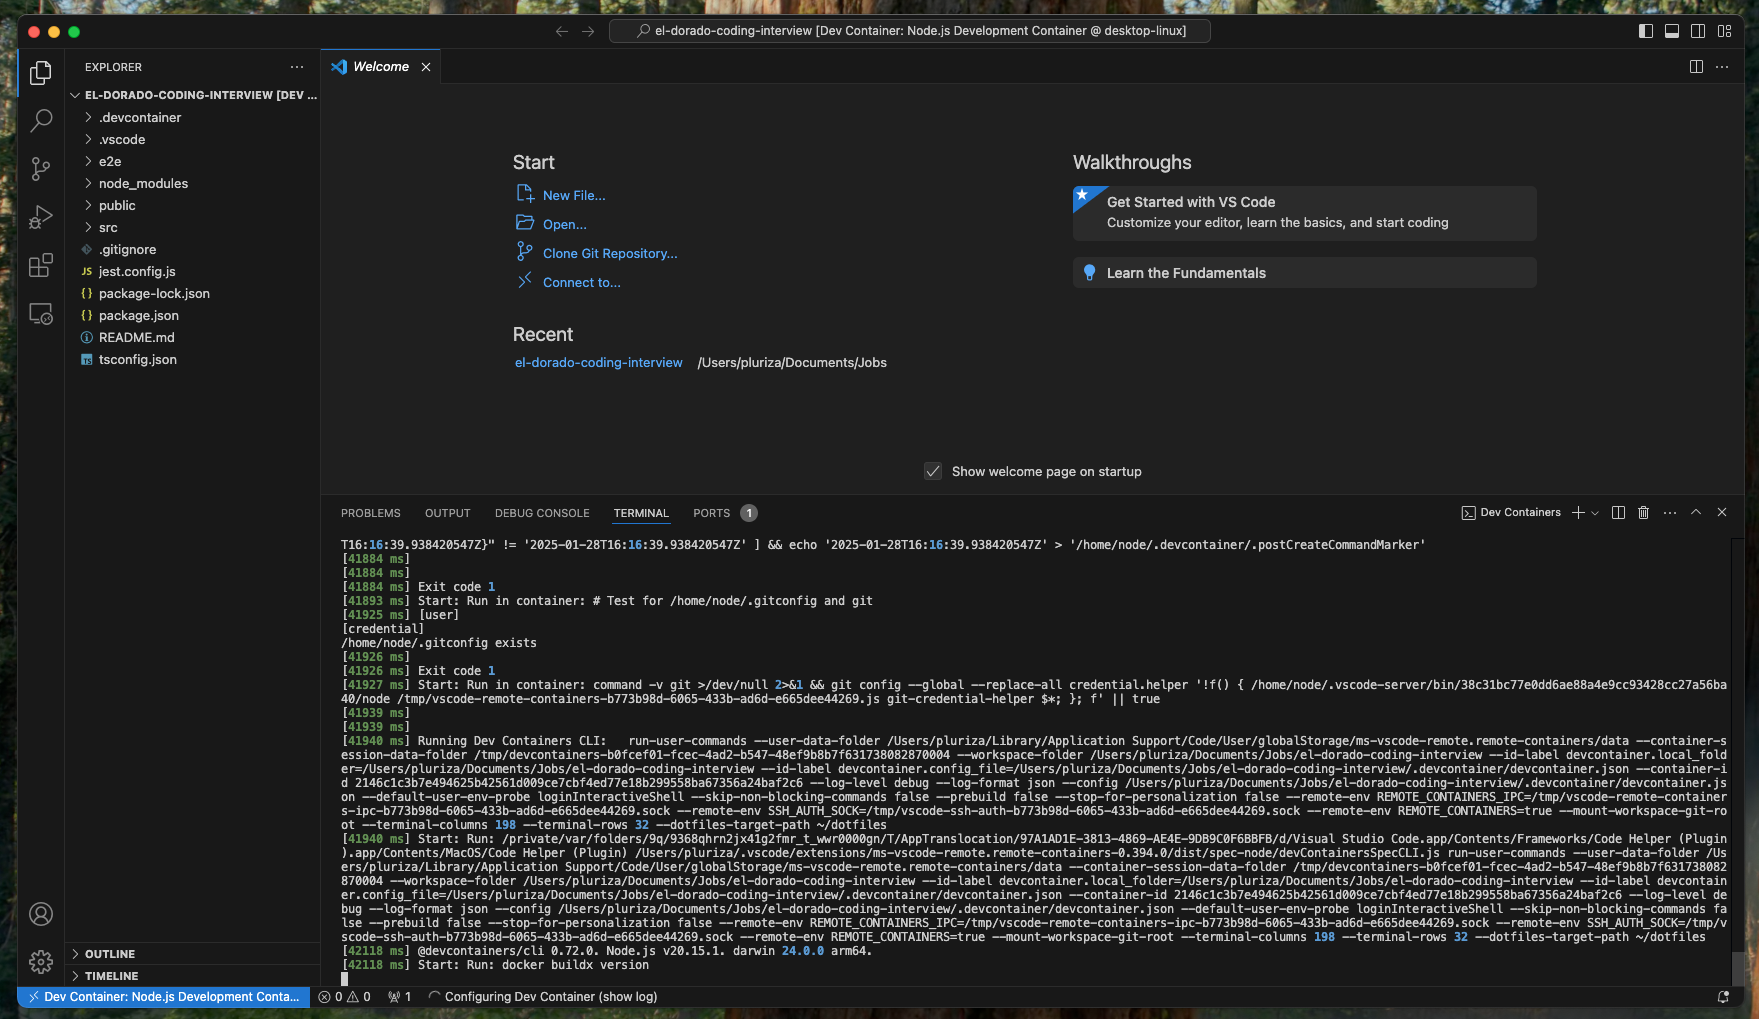 el-dorado-coding-interview [Dev Container: Node.js Development Container @ desktop-linux]
EXPLORER
Welcome
EL-DORADO-CODING-INTERVIEW [DEV ...
.devcontainer
.vscode
e2e
node_modules
public
src
.gitignore
JS jest.config.js
{} package-lock.json
{} package.json
README.md
TS tsconfig.json
OUTLINE
TIMELINE
Start
New File...
Open...
Clone Git Repository...
Connect to...
Recent
el-dorado-coding-interview /Users/pluriza/Documents/Jobs
Walkthroughs
Get Started with VS Code
Customize your editor, learn the basics, and start coding
Learn the Fundamentals
Show welcome page on startup
PROBLEMS OUTPUT DEBUG CONSOLE TERMINAL PORTS 1
Dev Containers
T16:16:39.938420547Z}" != '2025-01-28T16:16:39.938420547Z' ] && echo '2025-01-28T16:16:39.938420547Z' > '/home/node/.devcontainer/.postCreateCommandMarker'
[41884 ms]
[41884 ms]
[41884 ms] Exit code 1
[41893 ms] Start: Run in container: # Test for /home/node/.gitconfig and git
[41925 ms] [user]
[credential]
/home/node/.gitconfig exists
[41926 ms]
[41926 ms] Exit code 1
[41927 ms] Start: Run in container: command -v git >/dev/null 2>&1 && git config --global --replace-all credential.helper '!f() { /home/node/.vscode-server/bin/38c31bc77e0dd6ae88a4e9cc93428cc27a56ba
40/node /tmp/vscode-remote-containers-b773b98d-6065-433b-ad6d-e665dee44269.js git-credential-helper $*; }; f' || true
[41939 ms]
[41939 ms]
[41940 ms] Running Dev Containers CLI:   run-user-commands --user-data-folder /Users/pluriza/Library/Application Support/Code/User/globalStorage/ms-vscode-remote.remote-containers/data --container-s
ession-data-folder /tmp/devcontainers-b0fcef01-fcec-4ad2-b547-48ef9b8b7f631738082870004 --workspace-folder /Users/pluriza/Documents/Jobs/el-dorado-coding-interview --id-label devcontainer.local_fold
er=/Users/pluriza/Documents/Jobs/el-dorado-coding-interview --id-label devcontainer.config_file=/Users/pluriza/Documents/Jobs/el-dorado-coding-interview/.devcontainer/devcontainer.json --container-i
d 2146c1c3b7e494625b42561d009ce7cbf4ed77e18b299558ba67356a24baf2c6 --log-level debug --log-format json --config /Users/pluriza/Documents/Jobs/el-dorado-coding-interview/.devcontainer/devcontainer.js
on --default-user-env-probe loginInteractiveShell --skip-non-blocking-commands false --prebuild false --stop-for-personalization false --remote-env REMOTE_CONTAINERS_IPC=/tmp/vscode-remote-container
s-ipc-b773b98d-6065-433b-ad6d-e665dee44269.sock --remote-env SSH_AUTH_SOCK=/tmp/vscode-ssh-auth-b773b98d-6065-433b-ad6d-e665dee44269.sock --remote-env REMOTE_CONTAINERS=true --mount-workspace-git-ro
ot --terminal-columns 198 --terminal-rows 32 --dotfiles-target-path ~/dotfiles
[41940 ms] Start: Run: /private/var/folders/9q/9368qhrn2jx41g2fmr_t_wwr0000gn/T/AppTranslocation/97A1AD1E-3813-4869-AE4E-9DB9C0F6BBFB/d/Visual Studio Code.app/Contents/Frameworks/Code Helper (Plugin
).app/Contents/MacOS/Code Helper (Plugin) /Users/pluriza/.vscode/extensions/ms-vscode-remote.remote-containers-0.394.0/dist/spec-node/devContainersSpecCLI.js run-user-commands --user-data-folder /Us
ers/pluriza/Library/Application Support/Code/User/globalStorage/ms-vscode-remote.remote-containers/data --container-session-data-folder /tmp/devcontainers-b0fcef01-fcec-4ad2-b547-48ef9b8b7f631738082
870004 --workspace-folder /Users/pluriza/Documents/Jobs/el-dorado-coding-interview --id-label devcontainer.local_folder=/Users/pluriza/Documents/Jobs/el-dorado-coding-interview --id-label devcontain
er.config_file=/Users/pluriza/Documents/Jobs/el-dorado-coding-interview/.devcontainer/devcontainer.json --container-id 2146c1c3b7e494625b42561d009ce7cbf4ed77e18b299558ba67356a24baf2c6 --log-level de
bug --log-format json --config /Users/pluriza/Documents/Jobs/el-dorado-coding-interview/.devcontainer/devcontainer.json --default-user-env-probe loginInteractiveShell --skip-non-blocking-commands fa
lse --prebuild false --stop-for-personalization false --remote-env REMOTE_CONTAINERS_IPC=/tmp/vscode-remote-containers-ipc-b773b98d-6065-433b-ad6d-e665dee44269.sock --remote-env SSH_AUTH_SOCK=/tmp/v
scode-ssh-auth-b773b98d-6065-433b-ad6d-e665dee44269.sock --remote-env REMOTE_CONTAINERS=true --mount-workspace-git-root --terminal-columns 198 --terminal-rows 32 --dotfiles-target-path ~/dotfiles
[42118 ms] @devcontainers/cli 0.72.0. Node.js v20.15.1. darwin 24.0.0 arm64.
[42118 ms] Start: Run: docker buildx version
Dev Container: Node.js Development Conta... 0 0 1 Configuring Dev Container (show log)